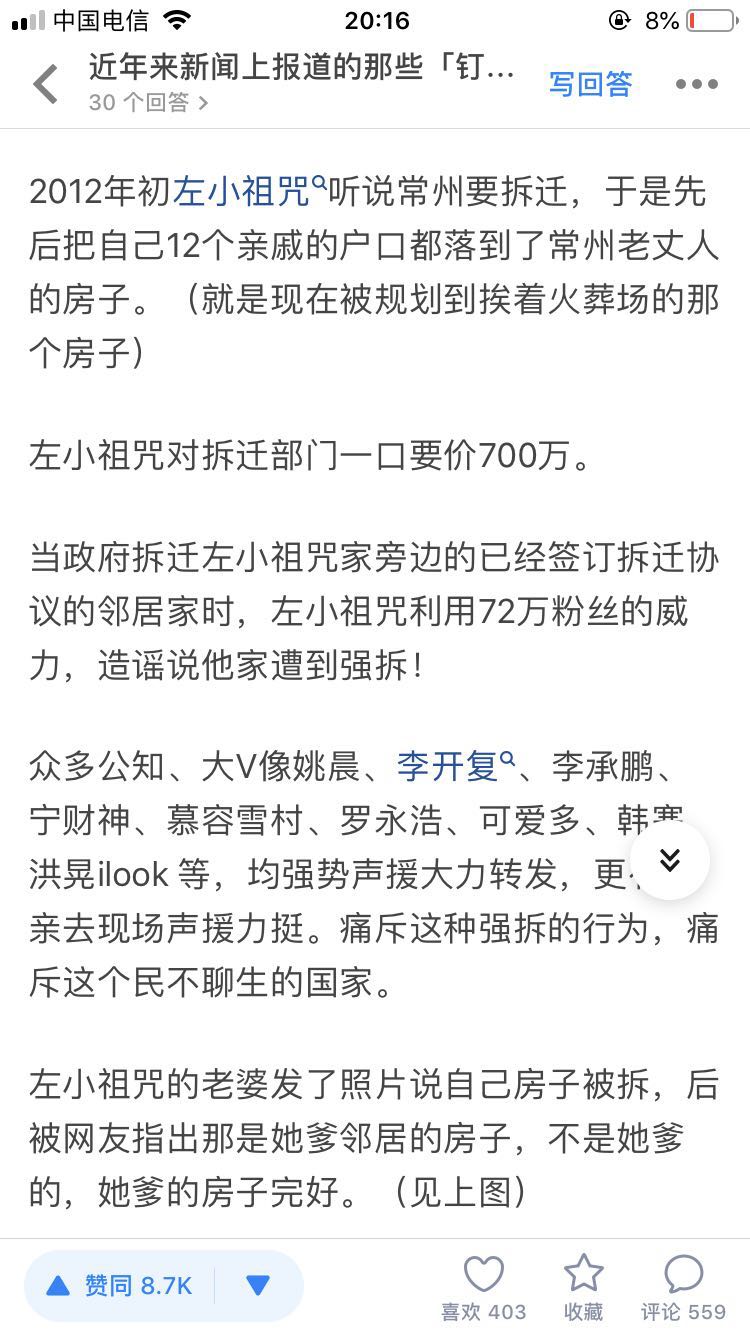 中国电信
20:16
8%
近年来新闻上报道的那些「钉...
30 个回答
写回答
2012年初左小祖咒听说常州要拆迁，于是先
后把自己12个亲戚的户口都落到了常州老丈人
的房子。（就是现在被规划到挨着火葬场的那
个房子）
左小祖咒对拆迁部门一口要价700万。
当政府拆迁左小祖咒家旁边的已经签订拆迁协
议的邻居家时，左小祖咒利用72万粉丝的威
力，造谣说他家遭到强拆！
众多公知、大V像姚晨、李开复、李承鹏、
宁财神、慕容雪村、罗永浩、可爱多、韩寒
洪晃ilook 等，均强势声援大力转发，更
亲去现场声援力挺。痛斥这种强拆的行为，痛
斥这个民不聊生的国家。
左小祖咒的老婆发了照片说自己房子被拆，后
被网友指出那是她爹邻居的房子，不是她爹
的，她爹的房子完好。（见上图）
赞同 8.7K
喜欢 403
收藏
评论 559